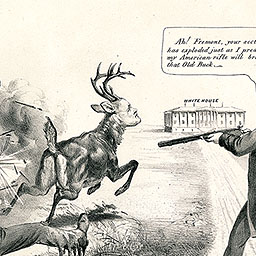 Ah! Fremont, your
has exploded just as I
my American rifle will
that Old Buck.
WHITE HOUSE